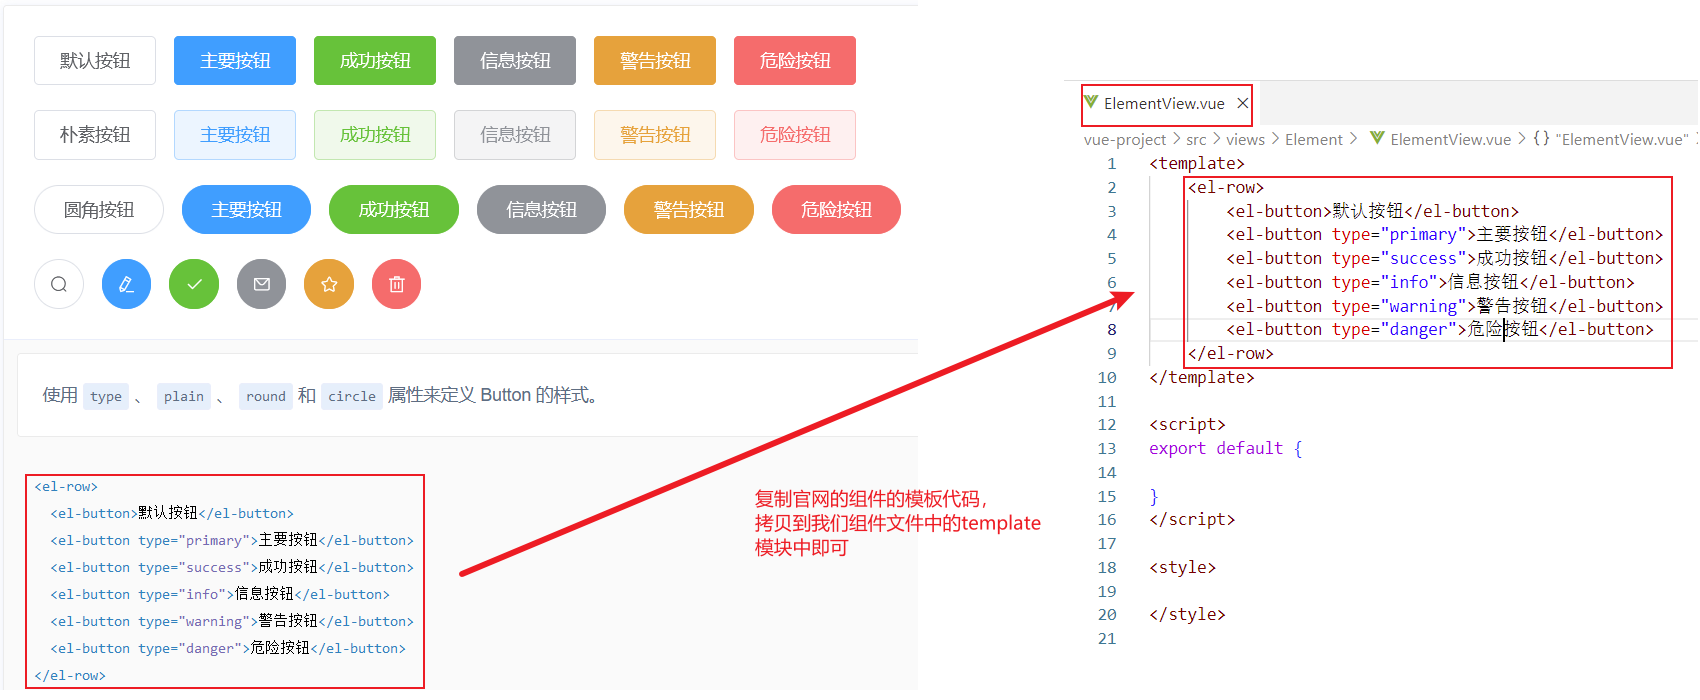 默认按钮 主要按钮 成功按钮 信息按钮 警告按钮 危险按钮
朴素按钮 主要按钮 成功按钮 信息按钮 警告按钮 危险按钮
圆角按钮 主要按钮 成功按钮 信息按钮 警告按钮 危险按钮
使用 type 、 plain 、 round 和 circle 属性来定义 Button 的样式。
<el-row>
<el-button>默认按钮</el-button>
<el-button type="primary">主要按钮</el-button>
<el-button type="success">成功按钮</el-button>
<el-button type="info">信息按钮</el-button>
<el-button type="warning">警告按钮</el-button>
<el-button type="danger">危险按钮</el-button>
</el-row>
复制官网的组件的模板代码，
拷贝到我们组件文件中的template
模块中即可
ElementView.vue ×
vue-project > src > views > Element > ElementView.vue > {} "ElementView.vue"
1 <template>
2 <el-row>
3 <el-button>默认按钮</el-button>
4 <el-button type="primary">主要按钮</el-button>
5 <el-button type="success">成功按钮</el-button>
6 <el-button type="info">信息按钮</el-button>
7 <el-button type="warning">警告按钮</el-button>
8 <el-button type="danger">危险按钮</el-button>
9 </el-row>
10 </template>
11
12 <script>
13 export default {
14
15 }
16 </script>
17
18 <style>
19
20 </style>
21